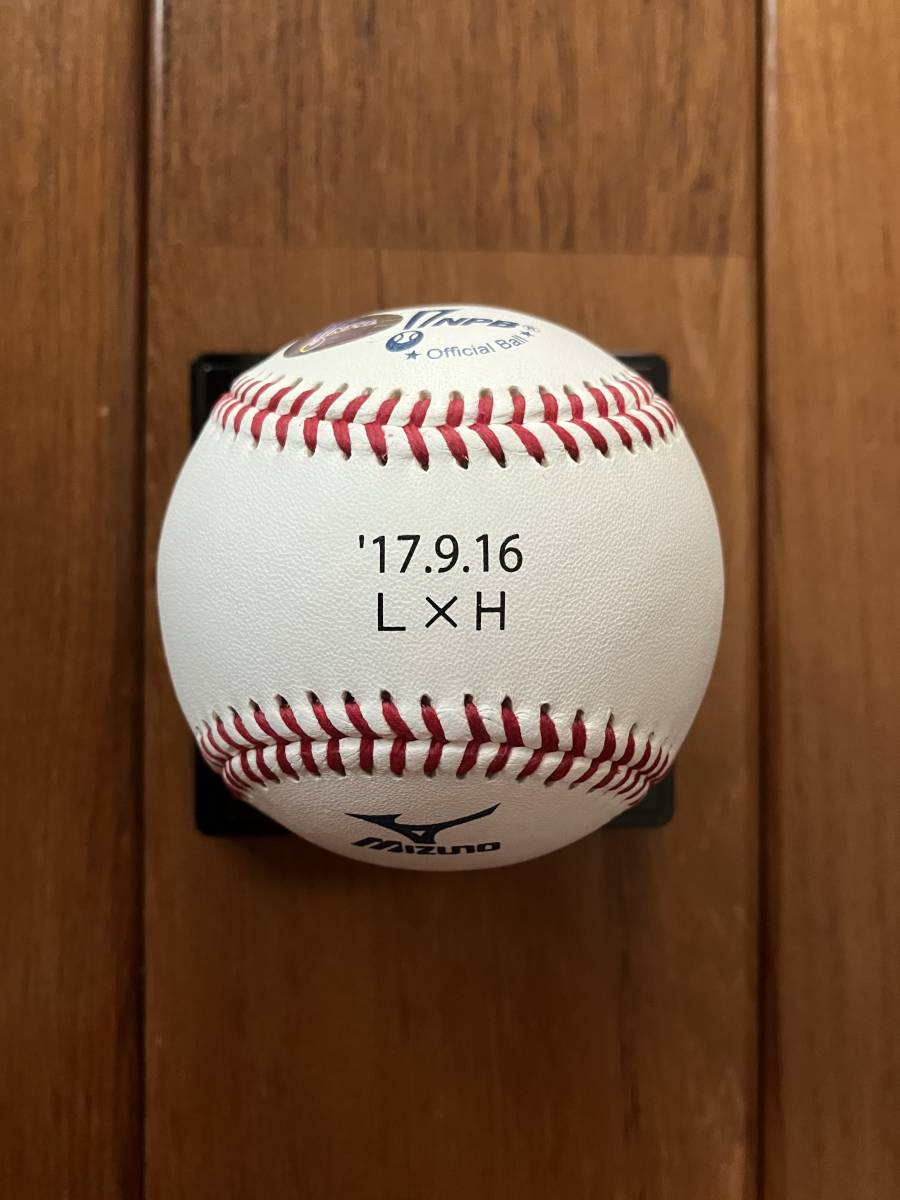 NPB®
★ Official Ball ★
'17.9.16
L×H
MIZUNO